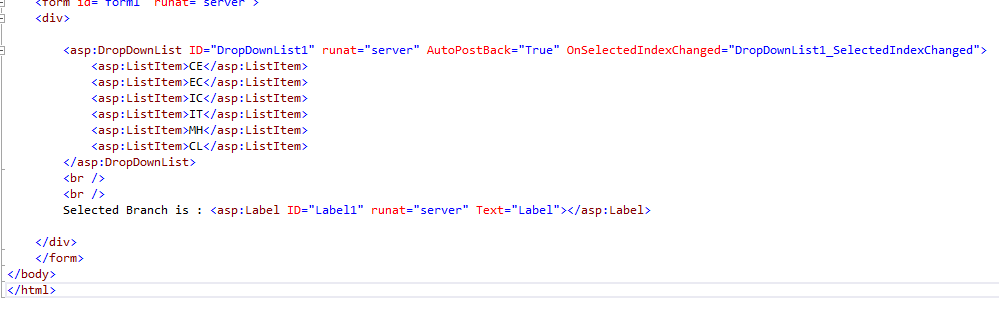 <form id="form1" runat="server">
<div>
<asp:DropDownList ID="DropDownList1" runat="server" AutoPostBack="True" OnSelectedIndexChanged="DropDownList1_SelectedIndexChanged">
<asp:ListItem>CE</asp:ListItem>
<asp:ListItem>EC</asp:ListItem>
<asp:ListItem>IC</asp:ListItem>
<asp:ListItem>IT</asp:ListItem>
<asp:ListItem>MH</asp:ListItem>
<asp:ListItem>CL</asp:ListItem>
</asp:DropDownList>
<br />
<br />
Selected Branch is : <asp:Label ID="Label1" runat="server" Text="Label"></asp:Label>
</div>
</form>
</body>
</html>